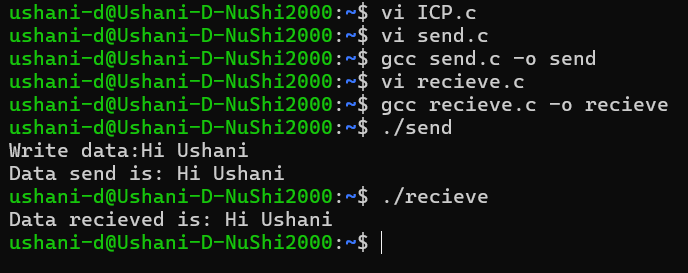 ushani-d@Ushani-D-NuShi2000:~$ vi ICP.c
ushani-d@Ushani-D-NuShi2000:~$ vi send.c
ushani-d@Ushani-D-NuShi2000:~$ gcc send.c -o send
ushani-d@Ushani-D-NuShi2000:~$ vi recieve.c
ushani-d@Ushani-D-NuShi2000:~$ gcc recieve.c -o recieve
ushani-d@Ushani-D-NuShi2000:~$ ./send
Write data:Hi Ushani
Data send is: Hi Ushani
ushani-d@Ushani-D-NuShi2000:~$ ./recieve
Data recieved is: Hi Ushani
ushani-d@Ushani-D-NuShi2000:~$